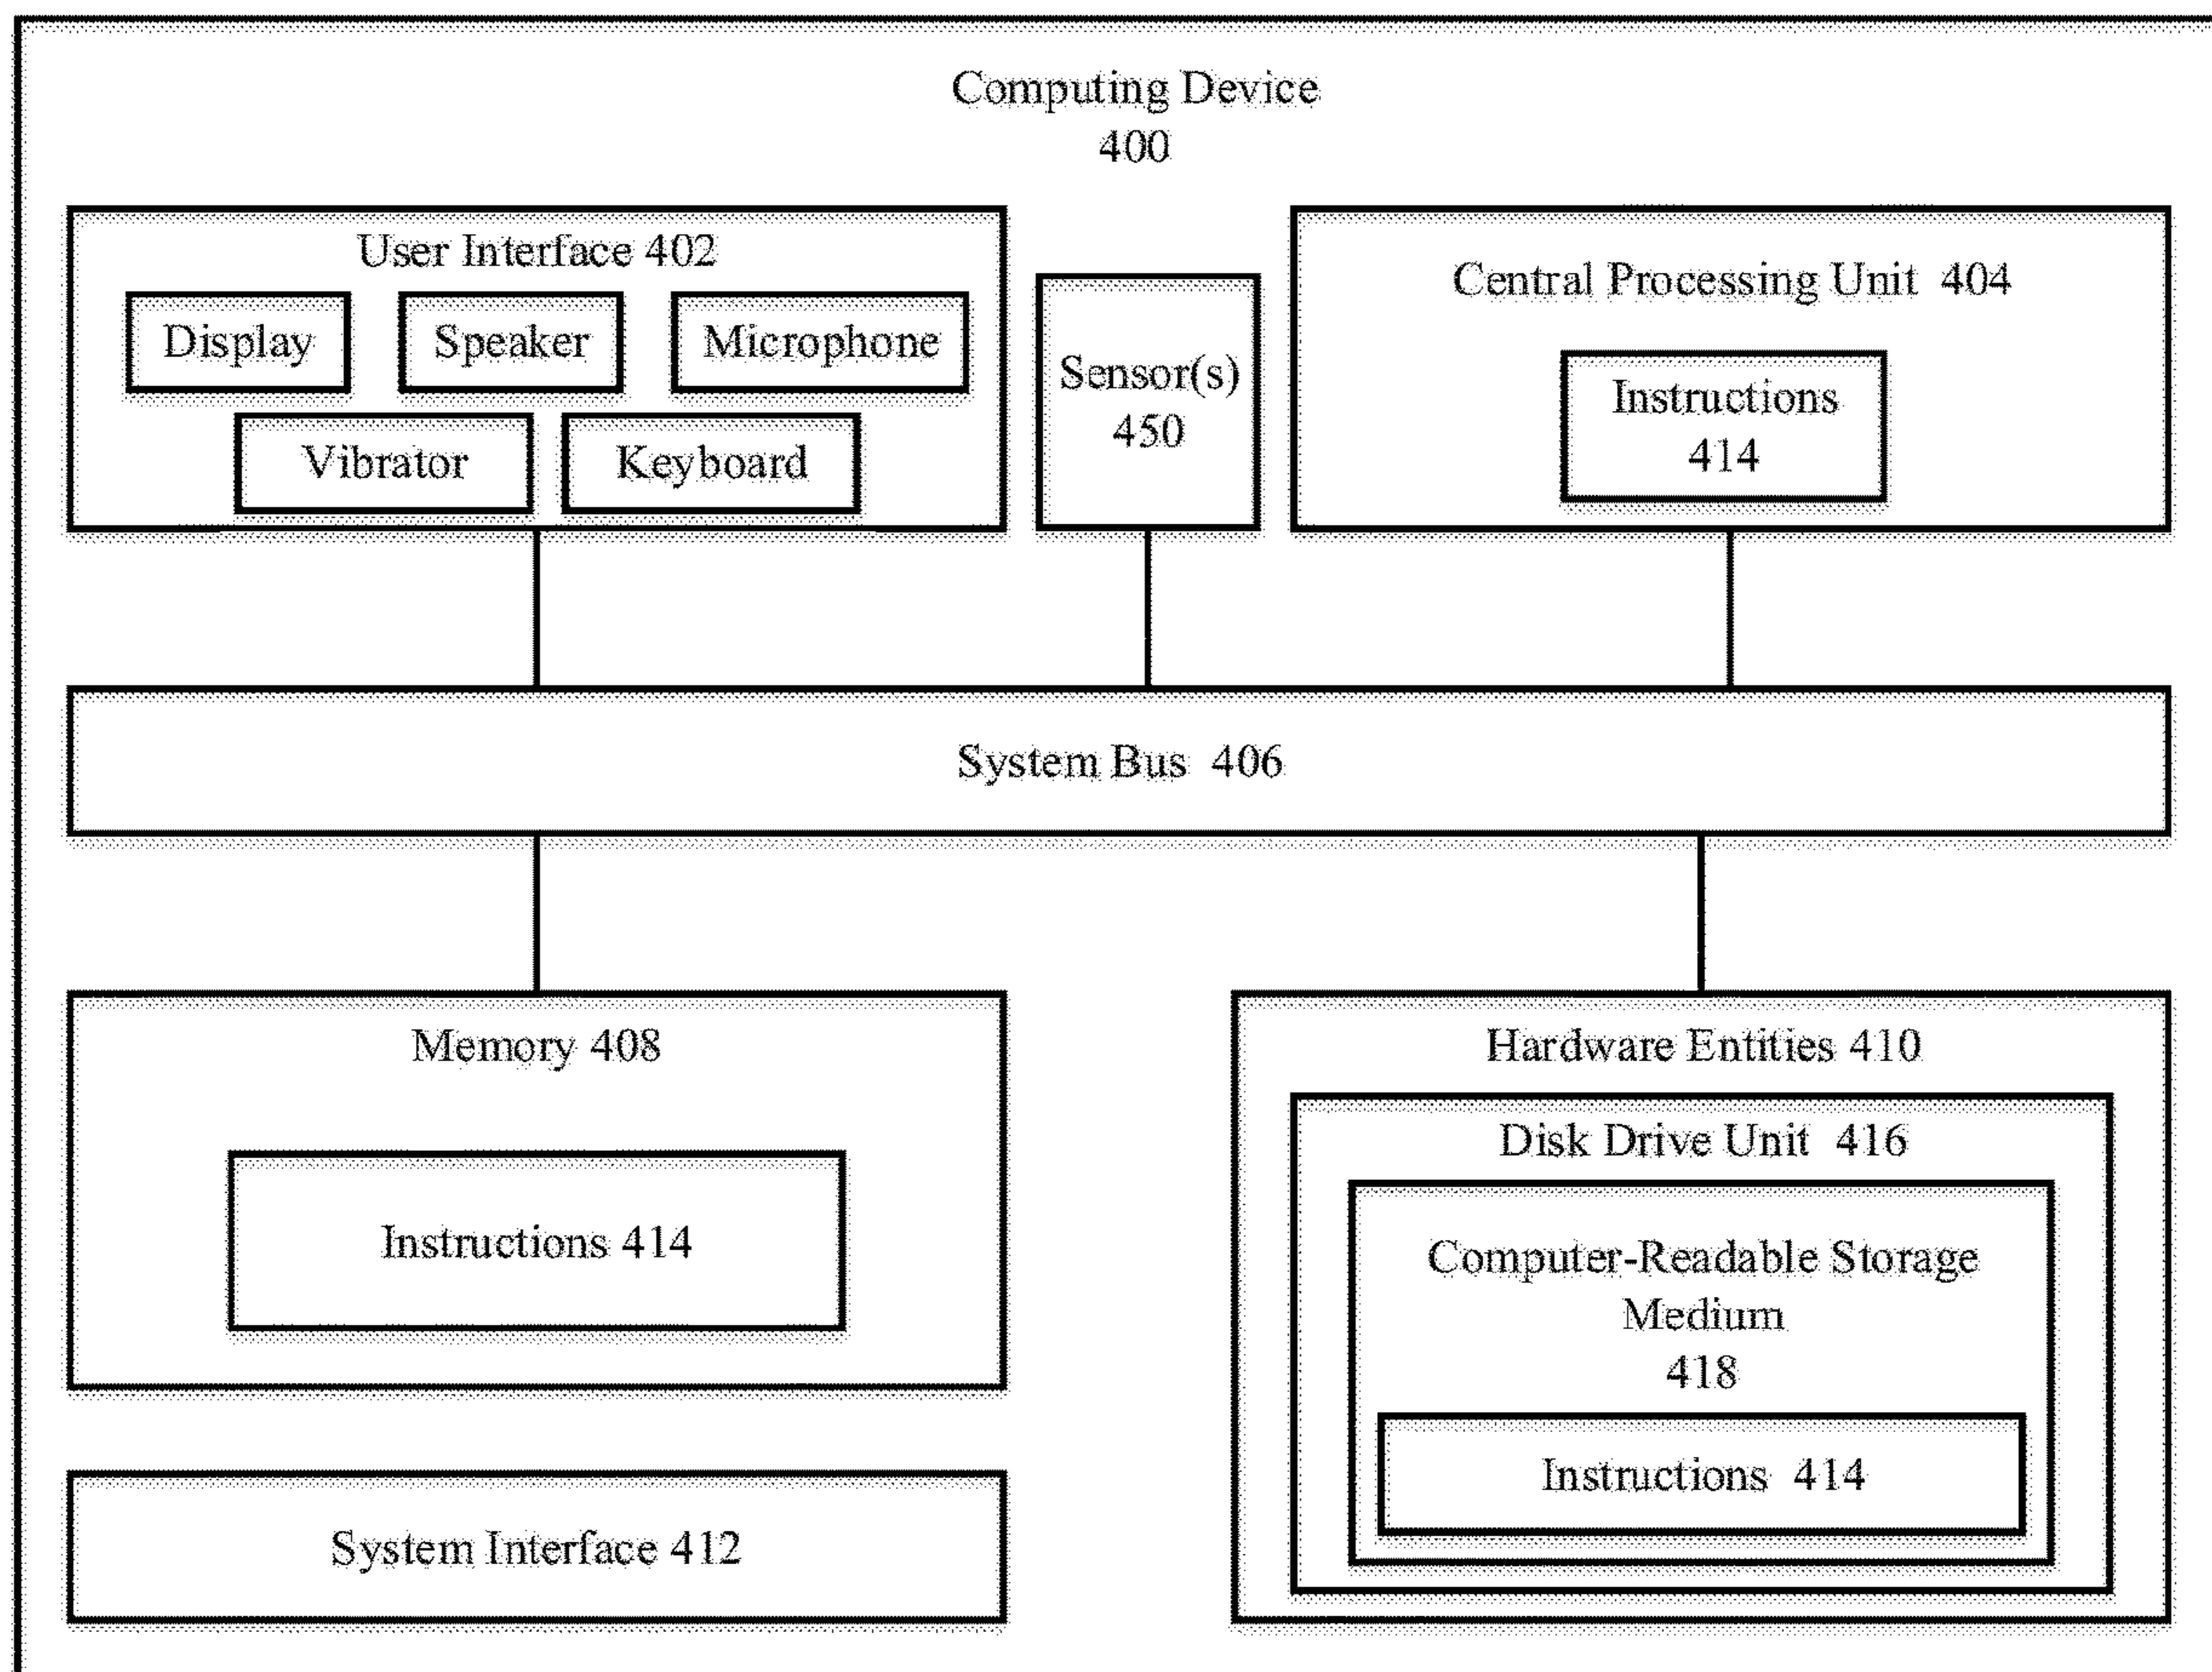 Computing Device
400
User Interface 402
Display
Speaker
Microphone
Vibrator
Keyboard
Sensor(s)
450
Central Processing Unit 404
Instructions
414
System Bus 406
Memory 408
Instructions 414
System Interface 412
Hardware Entities 410
Disk Drive Unit 416
Computer-Readable Storage
Medium
418
Instructions 414